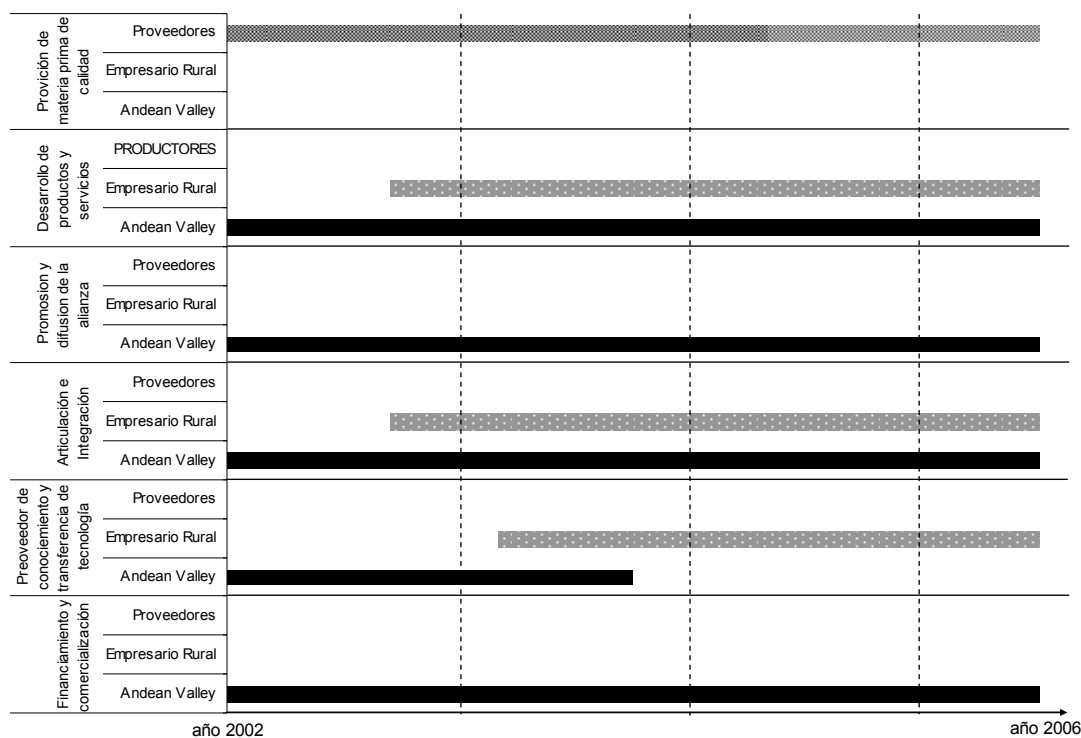 Provición de
materia prima de
calidad
Proveedores
Empresario Rural
Andean Valley
Desarrollo de
productos y
servicios
PRODUCTORES
Empresario Rural
Andean Valley
Promosion y
difusion de la
alianza
Proveedores
Empresario Rural
Andean Valley
Articulación e
Integración
Proveedores
Empresario Rural
Andean Valley
Preoveedor de
conociemiento y
transferencia de
tecnología
Proveedores
Empresario Rural
Andean Valley
Financiamiento y
comercialización
Proveedores
Empresario Rural
Andean Valley
año 2002
año 2006